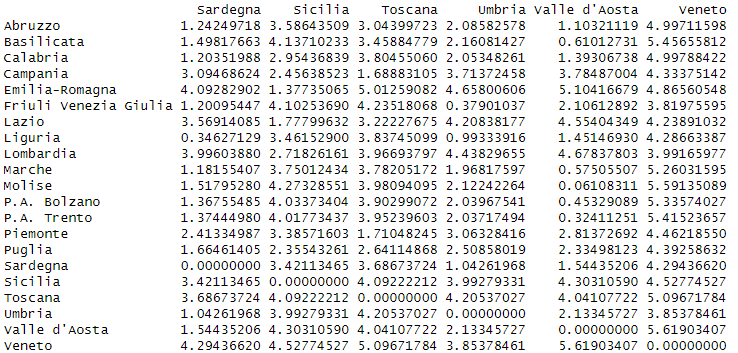 Sardegna Sicilia Toscana Umbria Valle d'Aosta Veneto
Abruzzo 1.24249718 3.58643509 3.04399723 2.08582578 1.10321119 4.99711598
Basilicata 1.49817663 4.13710233 3.45884779 2.16081427 0.61012731 5.45655812
Calabria 1.20351988 2.95436839 3.80455060 2.05348261 1.39306738 4.99788422
Campania 3.09468624 2.45638523 1.68883105 3.71372458 3.78487004 4.33375142
Emilia-Romagna 4.09282902 1.37735065 5.01259082 4.65800606 5.10416679 4.86560548
Friuli Venezia Giulia 1.20095447 4.10253690 4.23518068 0.37901037 2.10612892 3.81975595
Lazio 3.56914085 1.77799632 3.22227675 4.20838177 4.55404349 4.23891032
Liguria 0.34627129 3.46152900 3.83745099 0.99333916 1.45146930 4.28663387
Lombardia 3.99603880 2.71826161 3.96697937 4.43829655 4.67837803 3.99165977
Marche 1.18155407 3.75012434 3.78205172 1.96817597 0.57505507 5.26031595
Molise 1.51795280 4.27328551 3.98094095 2.12242264 0.06108311 5.59135089
P.A. Bolzano 1.36755485 4.03373404 3.90299072 2.03967541 0.45329089 5.33574027
P.A. Trento 1.37444980 4.01773437 3.95239603 2.03717494 0.32411251 5.41523657
Piemonte 2.41334987 3.38571603 1.71048245 3.06328416 2.81372692 4.46218550
Puglia 1.66461405 2.35543261 2.64114868 2.50858019 2.33498123 4.39258632
Sardegna 0.00000000 3.42113465 3.68673724 1.04261968 1.54435206 4.29436620
Sicilia 3.42113465 0.00000000 4.09222212 3.99279331 4.30310590 4.52774527
Toscana 3.68673724 4.09222212 0.00000000 4.20537027 4.04107722 5.09671784
Umbria 1.04261968 3.99279331 4.20537027 0.00000000 2.13345727 3.85378461
Valle d'Aosta 1.54435206 4.30310590 4.04107722 2.13345727 0.00000000 5.61903407
Veneto 4.29436620 4.52774527 5.09671784 3.85378461 5.61903407 0.00000000